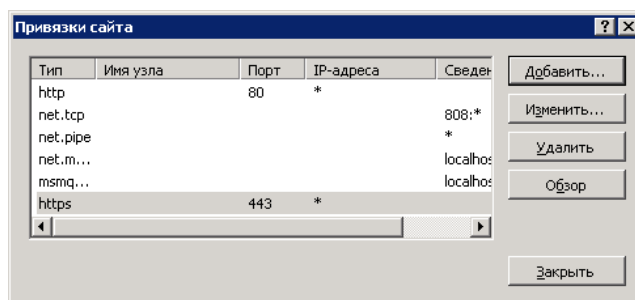 Привязки сайта
Тип Имя узла Порт IP-адреса Сведен
http 80 *
net.tcp 808:*
net.pipe *
net.m... localhos
msmq... localhos
https 443 *
Добавить...
Изменить...
Удалить
Обзор
Закрыть